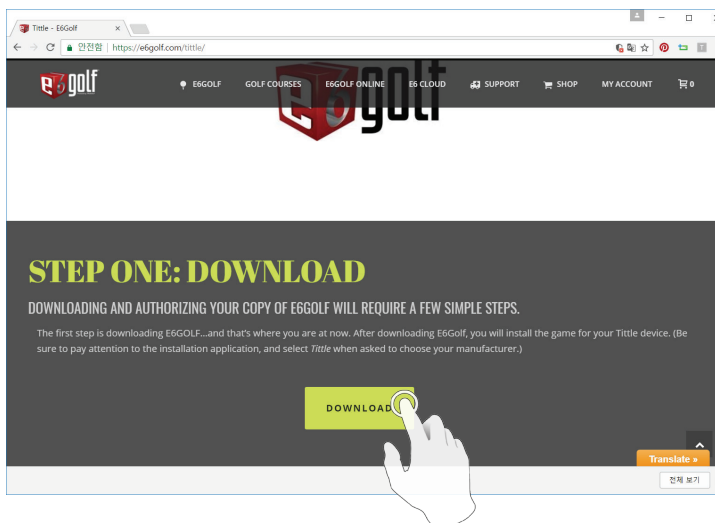 Tittle - E6Golf
안전함 | https://e6golf.com/tittle/
e6golf
E6GOLF GOLF COURSES E6GOLF ONLINE E6 CLOUD SUPPORT SHOP MY ACCOUNT 0
e6golf
STEP ONE: DOWNLOAD
DOWNLOADING AND AUTHORIZING YOUR COPY OF E6GOLF WILL REQUIRE A FEW SIMPLE STEPS.
The first step is downloading E6GOLF...and that's where you are at now. After downloading E6Golf, you will install the game for your Tittle device. (Be
sure to pay attention to the installation application, and select Tittle when asked to choose your manufacturer.)
DOWNLOAD
Translate »
전체 보기